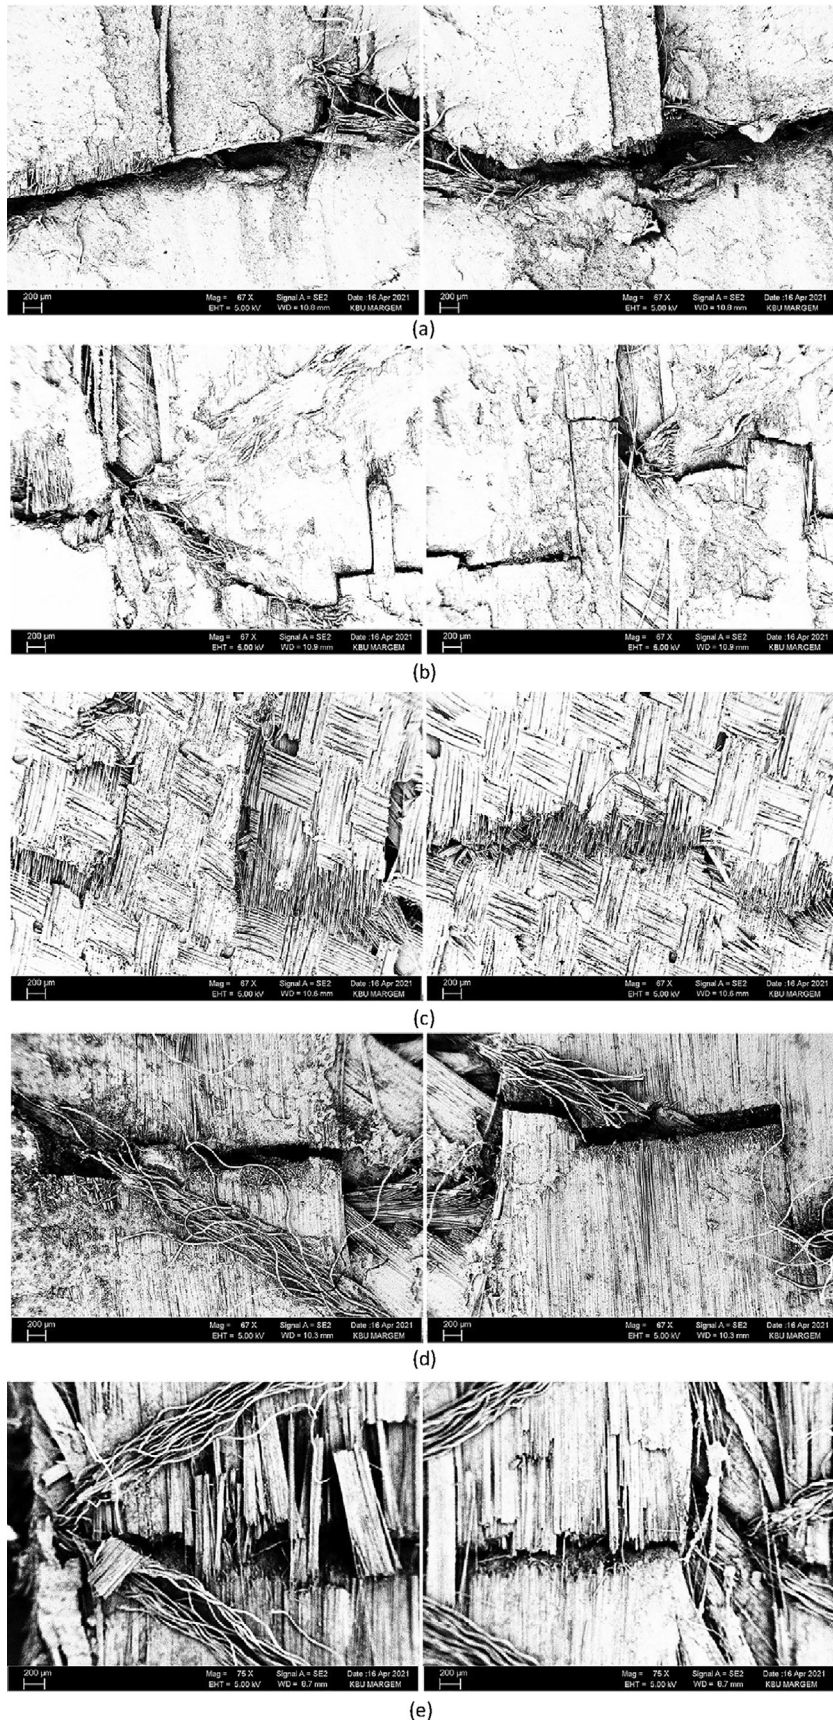 200 µm Mag = 67 X Signal A = SE2 Date :16 Apr 2021
EHT = 5.00 kV WD = 10.8 mm KBU MARGEM
200 µm Mag = 67 X Signal A = SE2 Date :16 Apr 2021
EHT = 5.00 kV WD = 10.8 mm KBU MARGEM
(a)
200 µm Mag = 67 X Signal A = SE2 Date :16 Apr 2021
EHT = 5.00 kV WD = 10.9 mm KBU MARGEM
200 µm Mag = 67 X Signal A = SE2 Date :16 Apr 2021
EHT = 5.00 kV WD = 10.9 mm KBU MARGEM
(b)
200 µm Mag = 67 X Signal A = SE2 Date :16 Apr 2021
EHT = 5.00 kV WD = 10.6 mm KBU MARGEM
200 µm Mag = 67 X Signal A = SE2 Date :16 Apr 2021
EHT = 5.00 kV WD = 10.6 mm KBU MARGEM
(c)
200 µm Mag = 67 X Signal A = SE2 Date :16 Apr 2021
EHT = 5.00 kV WD = 10.3 mm KBU MARGEM
200 µm Mag = 67 X Signal A = SE2 Date :16 Apr 2021
EHT = 5.00 kV WD = 10.3 mm KBU MARGEM
(d)
200 µm Mag = 75 X Signal A = SE2 Date :16 Apr 2021
EHT = 5.00 kV WD = 8.7 mm KBU MARGEM
200 µm Mag = 75 X Signal A = SE2 Date :16 Apr 2021
EHT = 5.00 kV WD = 8.7 mm KBU MARGEM
(e)